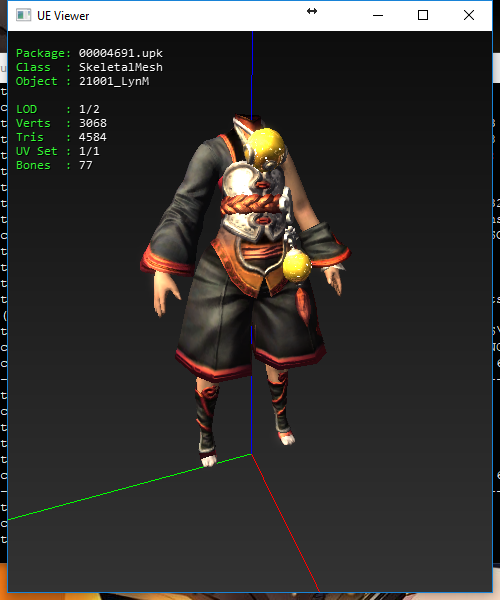 UE Viewer
Package: 00004691.upk
Class : SkeletalMesh
Object : 21001_LynM
LOD : 1/2
Verts : 3068
Tris : 4584
UV Set : 1/1
Bones : 77